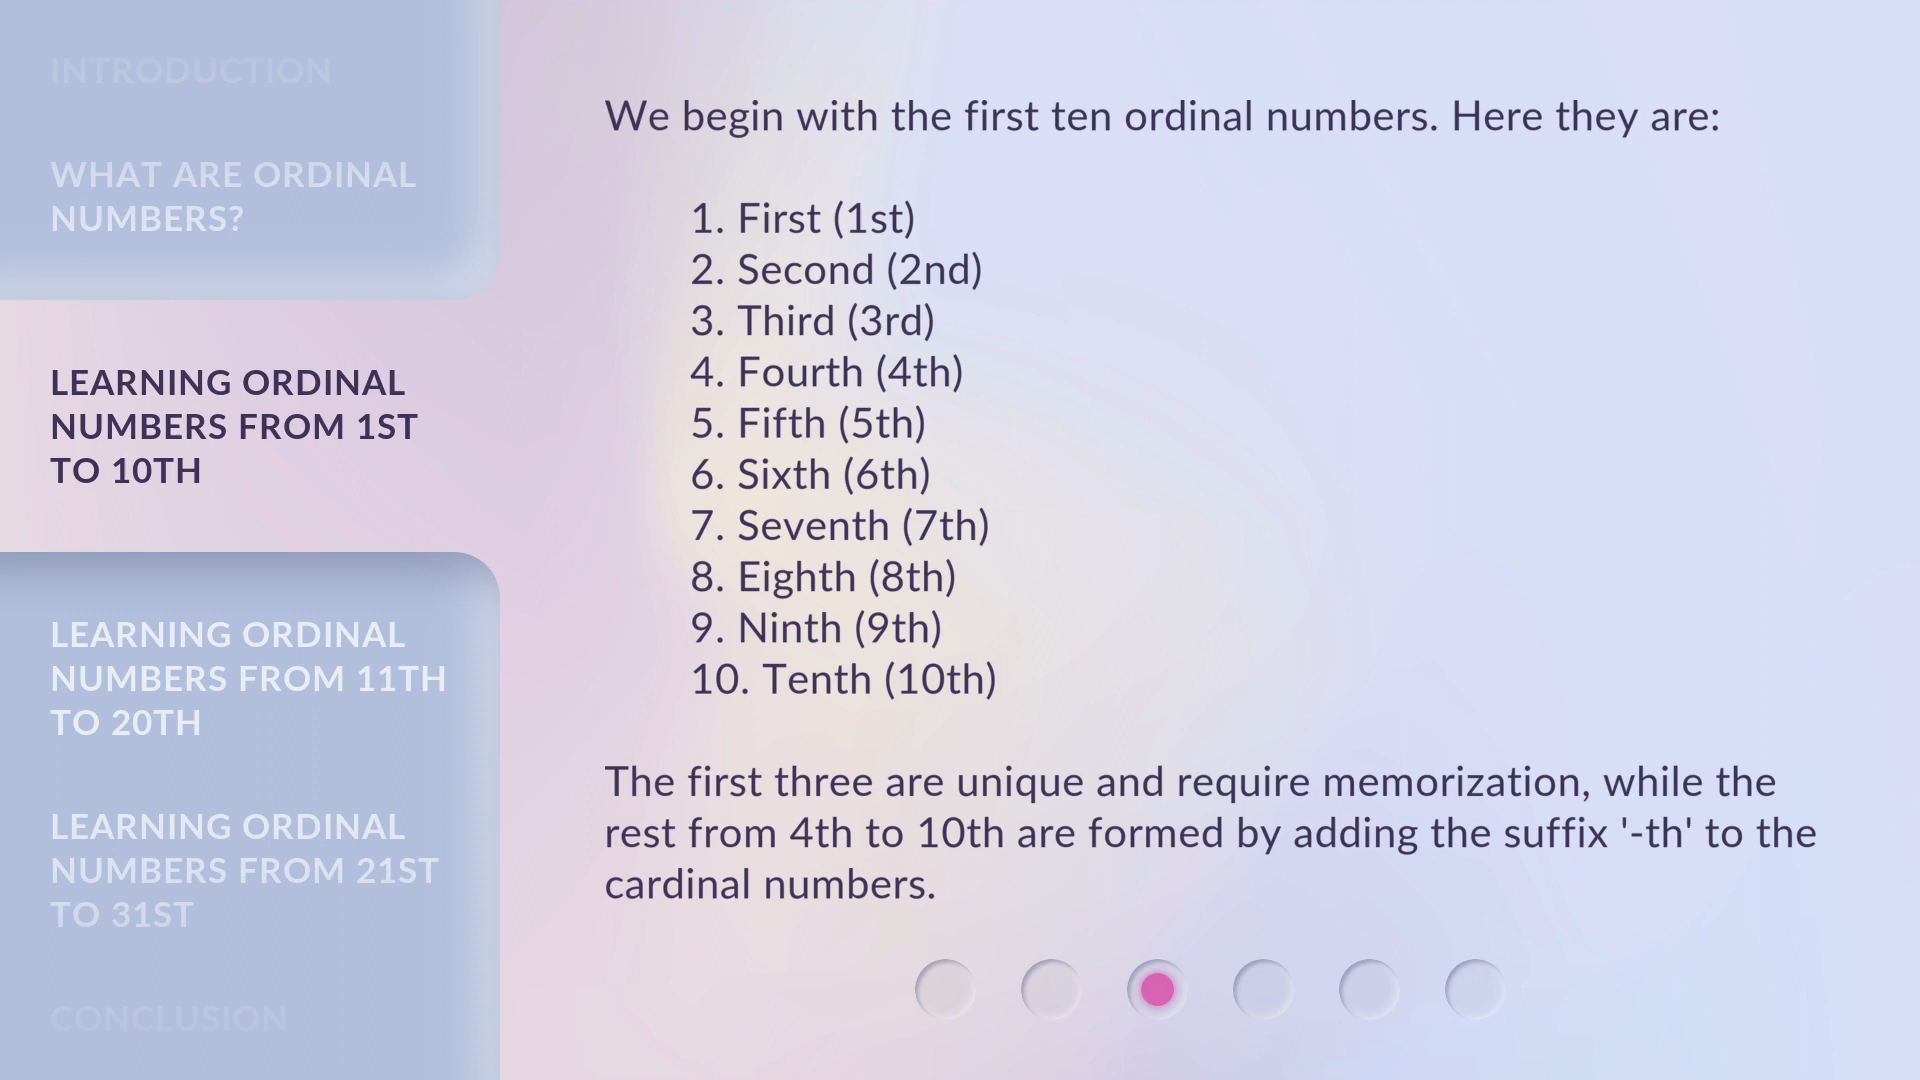 INTRODUCTION
WHAT ARE ORDINAL
NUMBERS?
LEARNING ORDINAL
NUMBERS FROM 1ST
TO 10TH
LEARNING ORDINAL
NUMBERS FROM 11TH
TO 20TH
LEARNING ORDINAL
NUMBERS FROM 21ST
TO 31ST
CONCLUSION
We begin with the first ten ordinal numbers. Here they are:
1. First (1st)
2. Second (2nd)
3. Third (3rd)
4. Fourth (4th)
5. Fifth (5th)
6. Sixth (6th)
7. Seventh (7th)
8. Eighth (8th)
9. Ninth (9th)
10. Tenth (10th)
The first three are unique and require memorization, while the
rest from 4th to 10th are formed by adding the suffix '-th' to the
cardinal numbers.